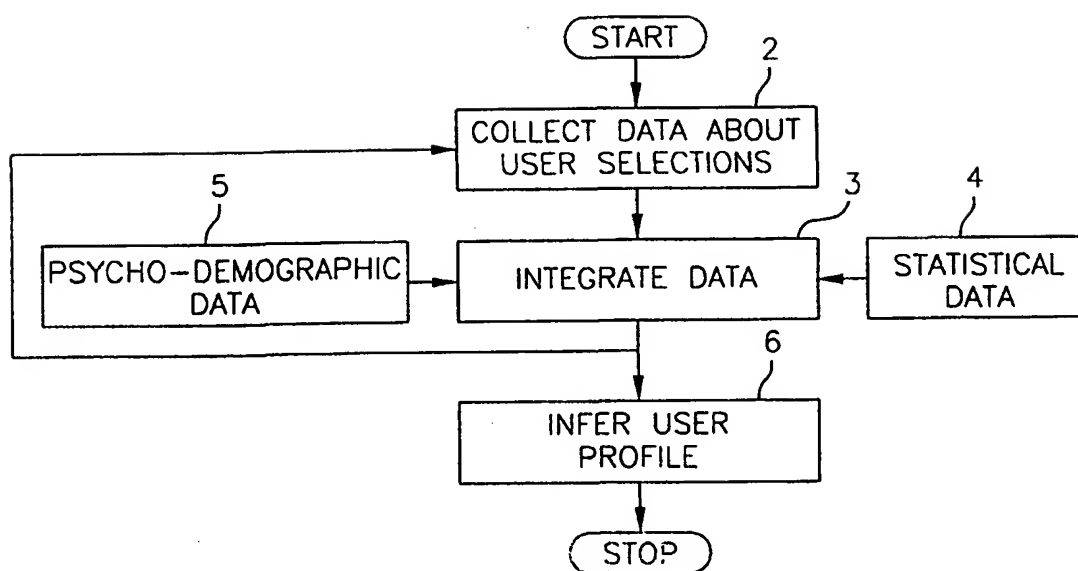 START
2
COLLECT DATA ABOUT
USER SELECTIONS
5
3
4
PSYCHO-DEMOGRAPHIC
DATA
INTEGRATE DATA
STATISTICAL
DATA
6
INFER USER
PROFILE
STOP